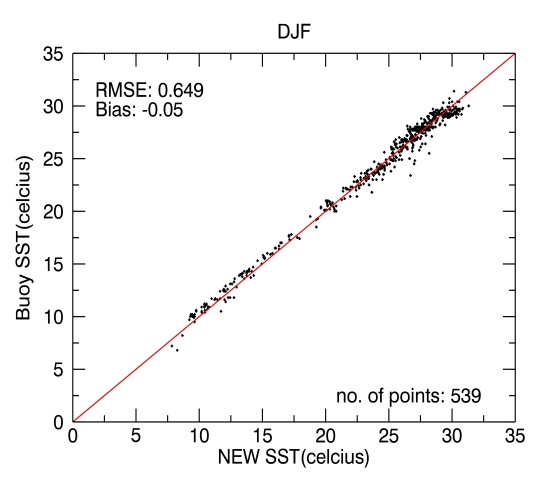 DJF
35
RMSE: 0.649
Bias: -0.05
30
25
20
15
10
5
0
Buoy SST(celcius)
no. of points: 539
0 5 10 15 20 25 30 35
NEW SST(celcius)